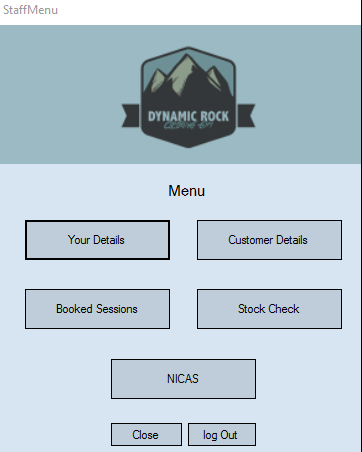 StaffMenu
DYNAMIC ROCK
Menu
Your Details
Customer Details
Booked Sessions
Stock Check
NICAS
Close
log Out